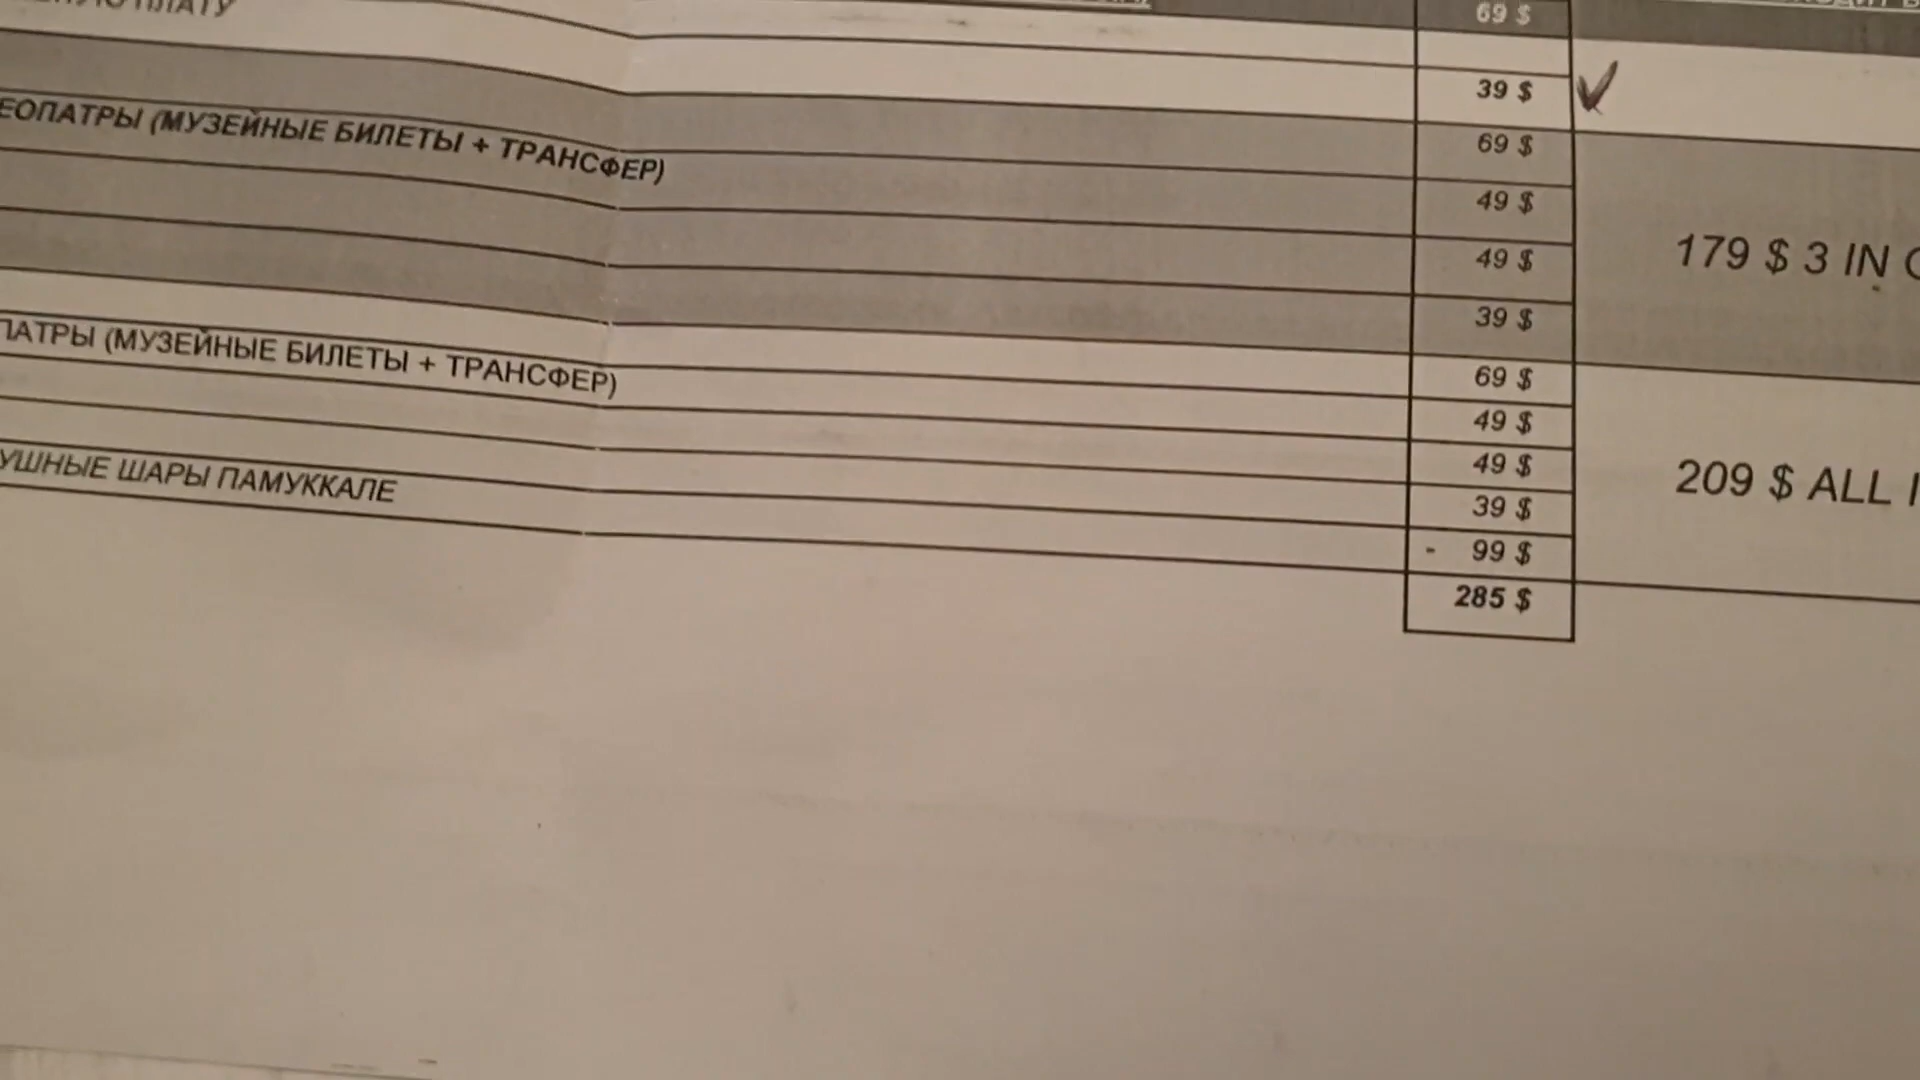 69 $
ПЛАТУ
39 $
69 $
ЕОПАТРЫ (МУЗЕЙНЫЕ БИЛЕТЫ + ТРАНСФЕР)
49 $
49 $
179 $ 3 IN
39 $
69 $
ПАТРЫ (МУЗЕЙНЫЕ БИЛЕТЫ + ТРАНСФЕР)
49 $
49 $
209 $ ALL I
39 $
УШНЫЕ ШАРЫ ПАМУККАЛЕ
- 99 $
285 $